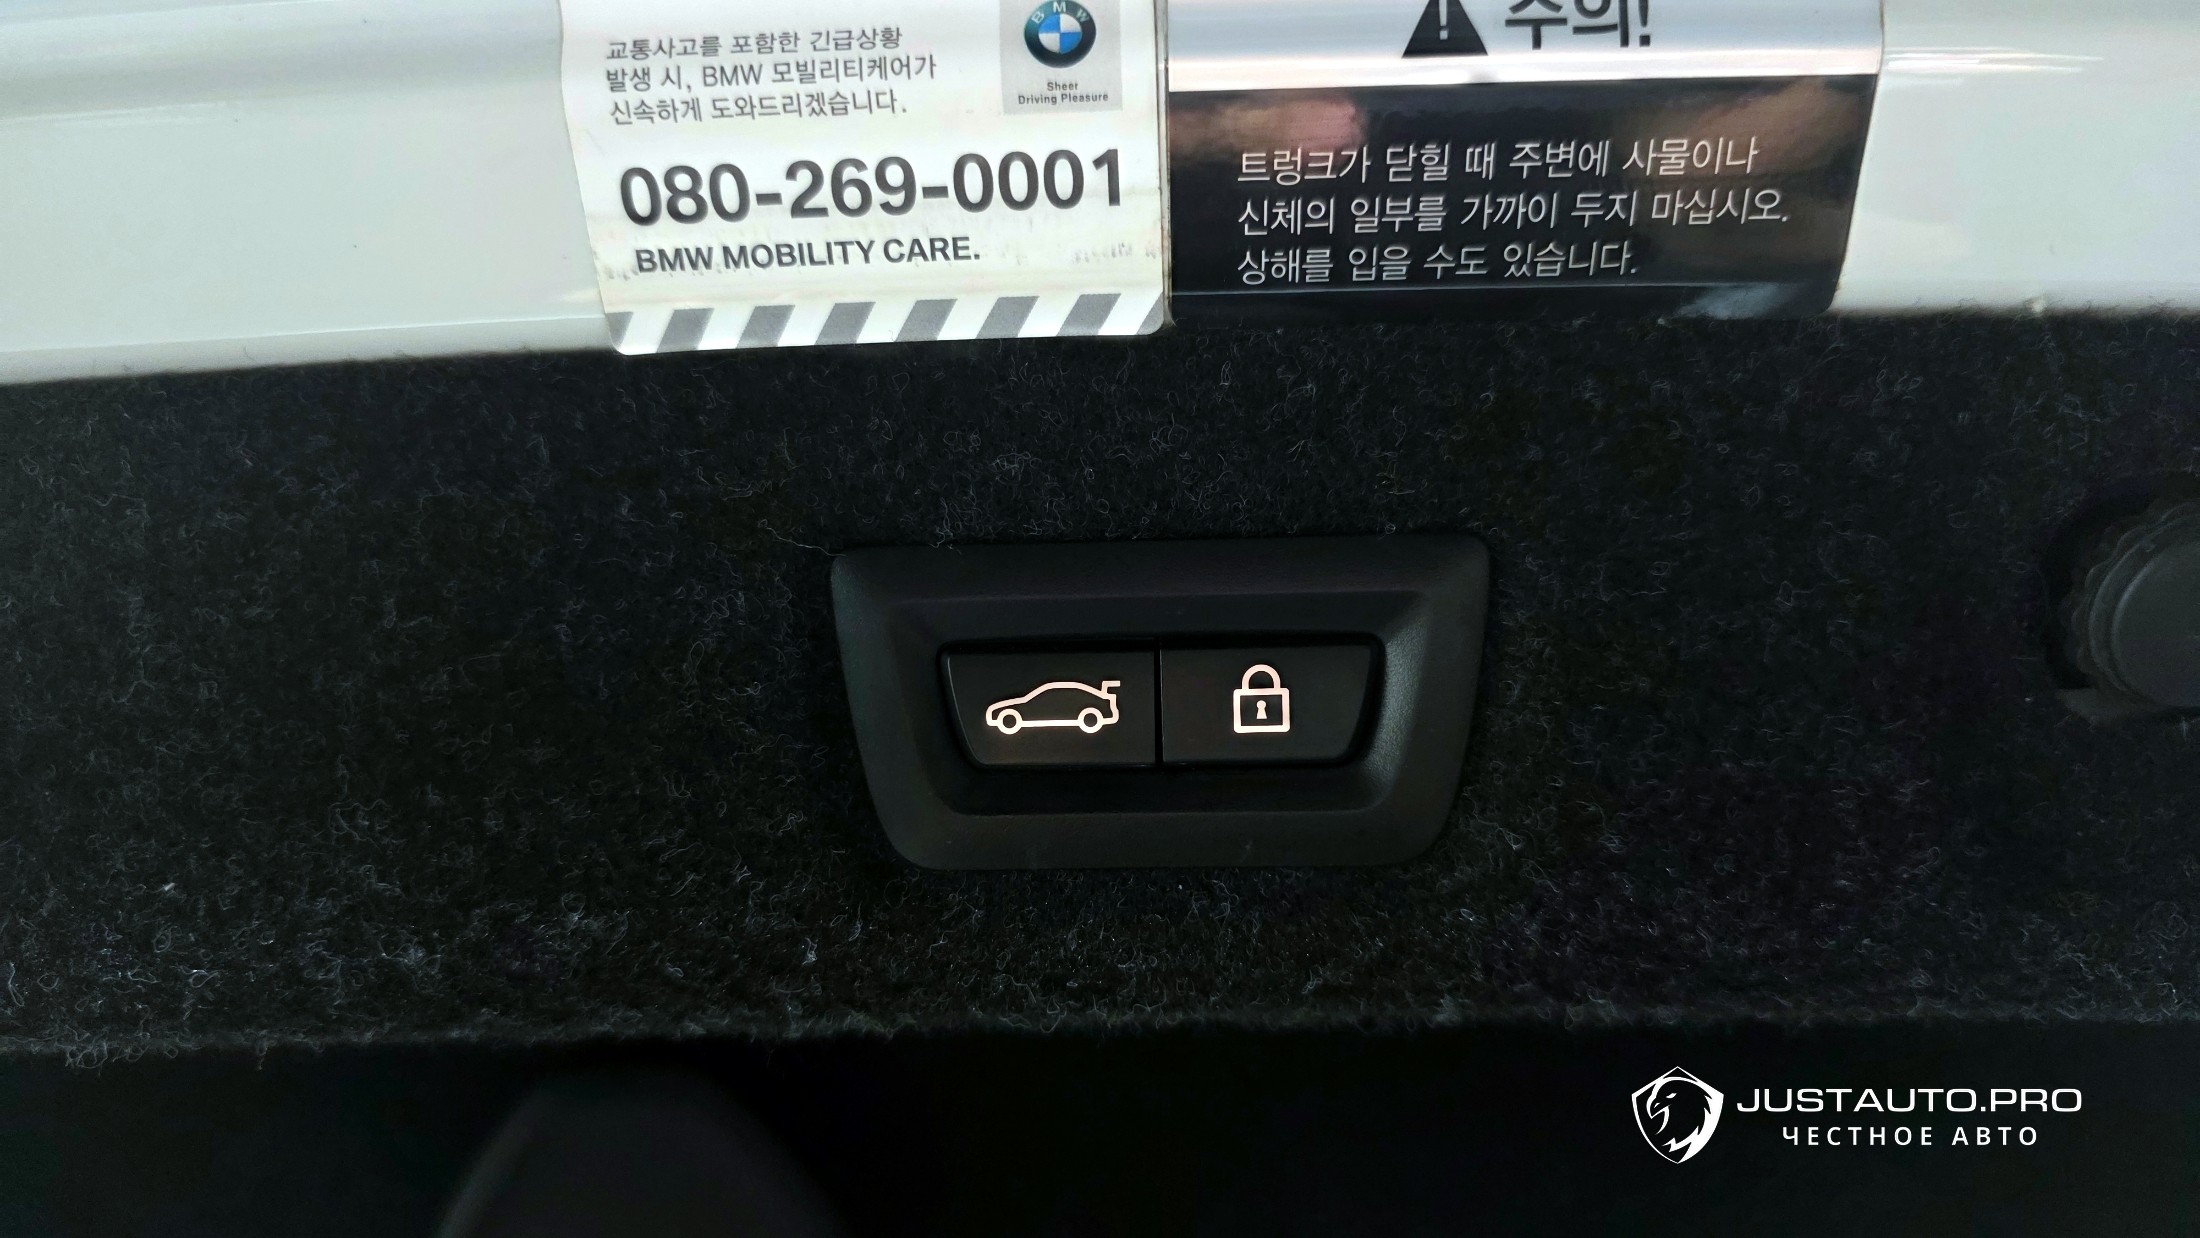 교통사고를 포함한 긴급상황
발생 시, BMW 모빌리티케어가
신속하게 도와드리겠습니다.
BMW
Sheer
Driving Pleasure
080-269-0001
BMW MOBILITY CARE.
주의!
트렁크가 닫힐 때 주변에 사물이나
신체의 일부를 가까이 두지 마십시오.
상해를 입을 수도 있습니다.
JUSTAUTO.PRO
ЧЕСТНОЕ АВТО